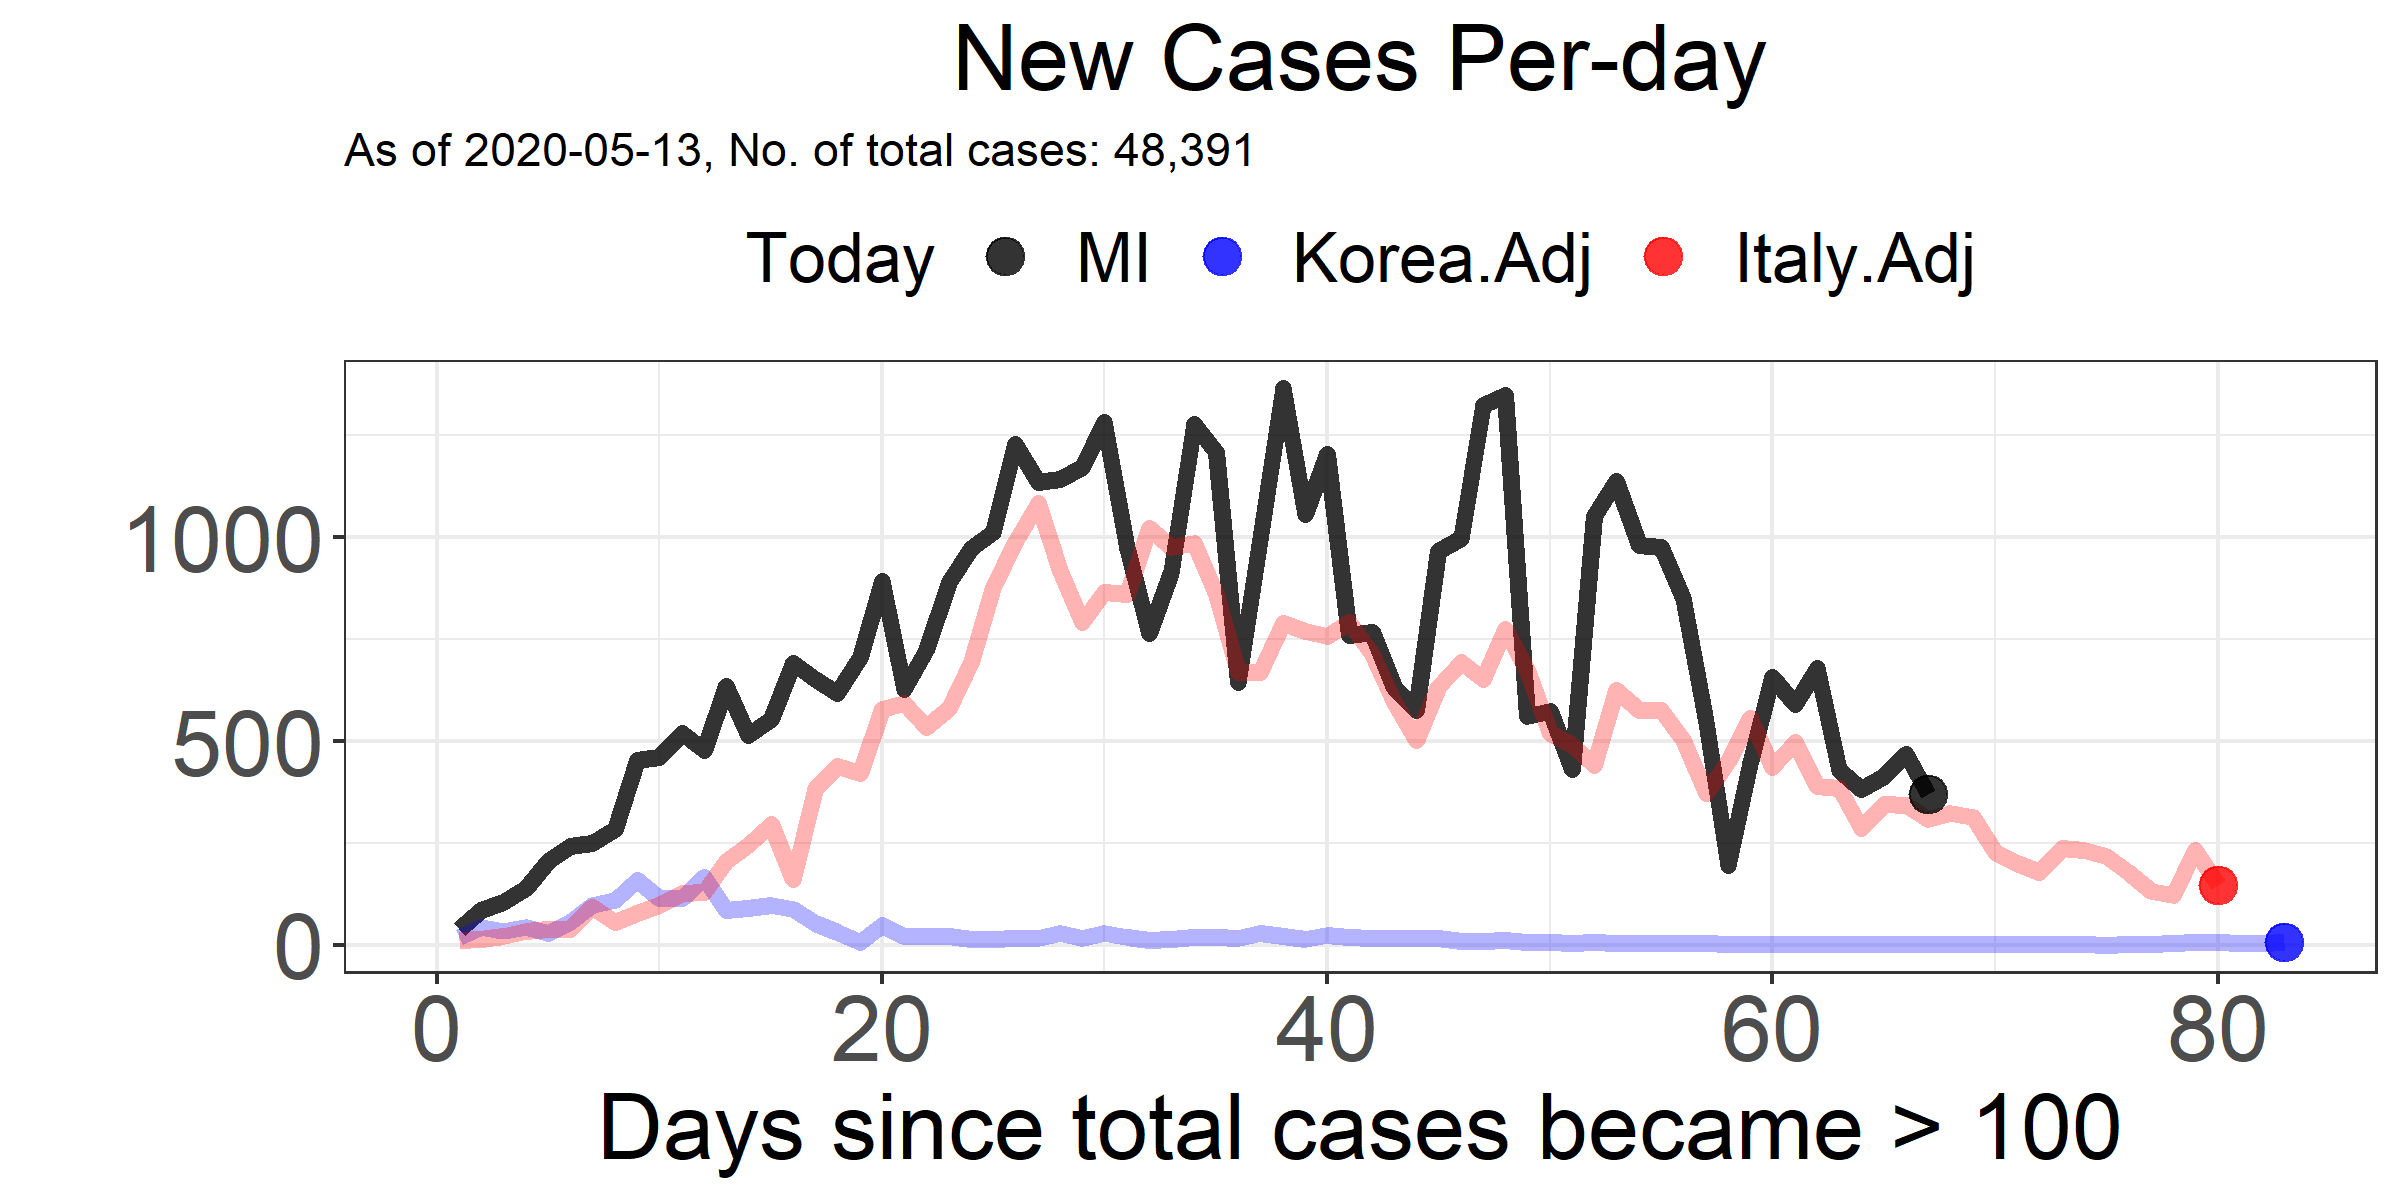 New Cases Per-day
As of 2020-05-13, No. of total cases: 48,391
Today MI Korea.Adj Italy.Adj
1000
500
0
0 20 40 60 80
Days since total cases became > 100